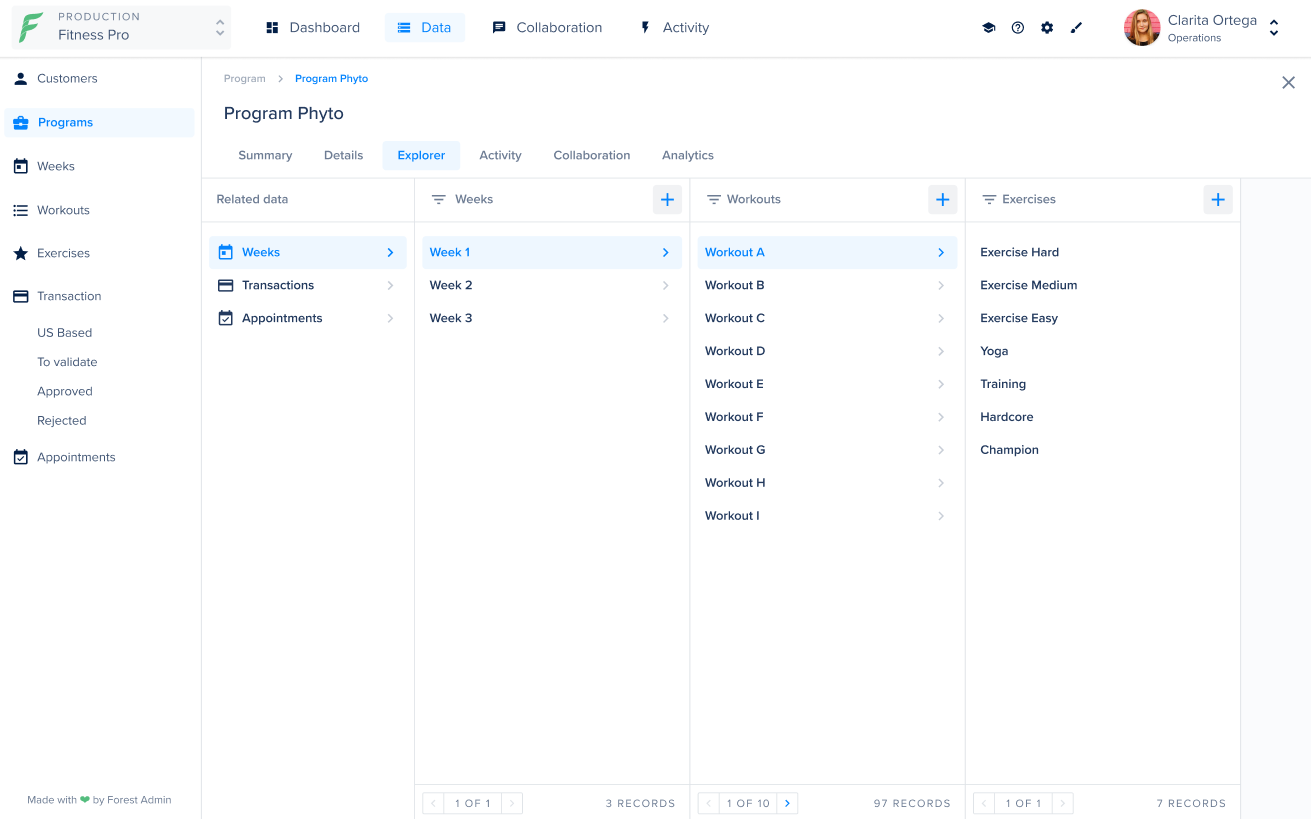 PRODUCTION
Fitness Pro
Dashboard
Data
Collaboration
Activity
Clarita Ortega
Operations
Customers
Programs
Weeks
Workouts
Exercises
Transaction
US Based
To validate
Approved
Rejected
Appointments
Made with ❤ by Forest Admin
Program > Program Phyto
Program Phyto
Summary
Details
Explorer
Activity
Collaboration
Analytics
Related data
Weeks
Transactions
Appointments
Weeks
Week 1
Week 2
Week 3
1 OF 1
3 RECORDS
Workouts
Workout A
Workout B
Workout C
Workout D
Workout E
Workout F
Workout G
Workout H
Workout I
1 OF 10
97 RECORDS
Exercises
Exercise Hard
Exercise Medium
Exercise Easy
Yoga
Training
Hardcore
Champion
1 OF 1
7 RECORDS